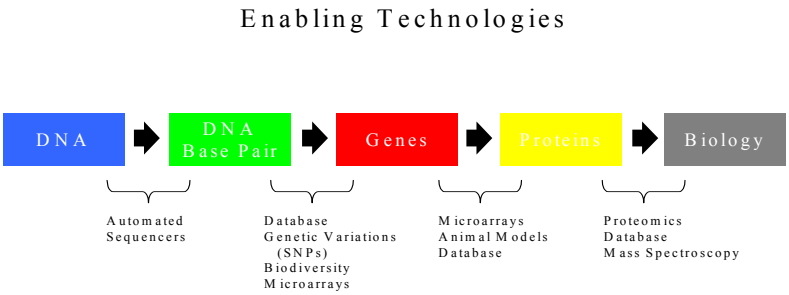 Enabling Technologies
DNA
DNA
Base Pair
Genes
Proteins
Biology
Automated
Sequencers
Database
Genetic Variations
(SNPs)
Biodiversity
Microarrays
Microarrays
Animal Models
Database
Proteomics
Database
Mass Spectroscopy